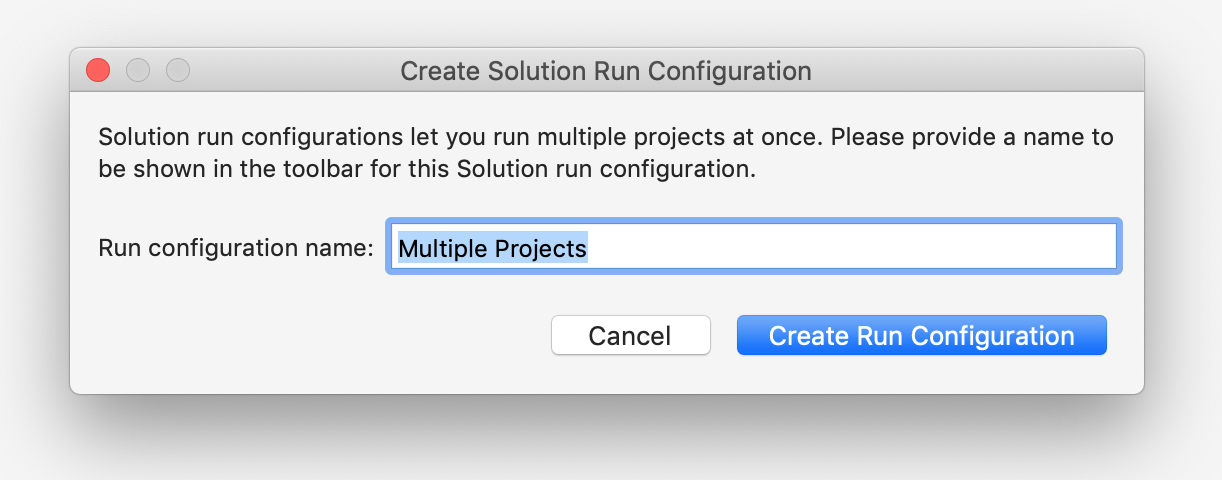 Create Solution Run Configuration
Solution run configurations let you run multiple projects at once. Please provide a name to
be shown in the toolbar for this Solution run configuration.
Run configuration name: Multiple Projects
Cancel Create Run Configuration